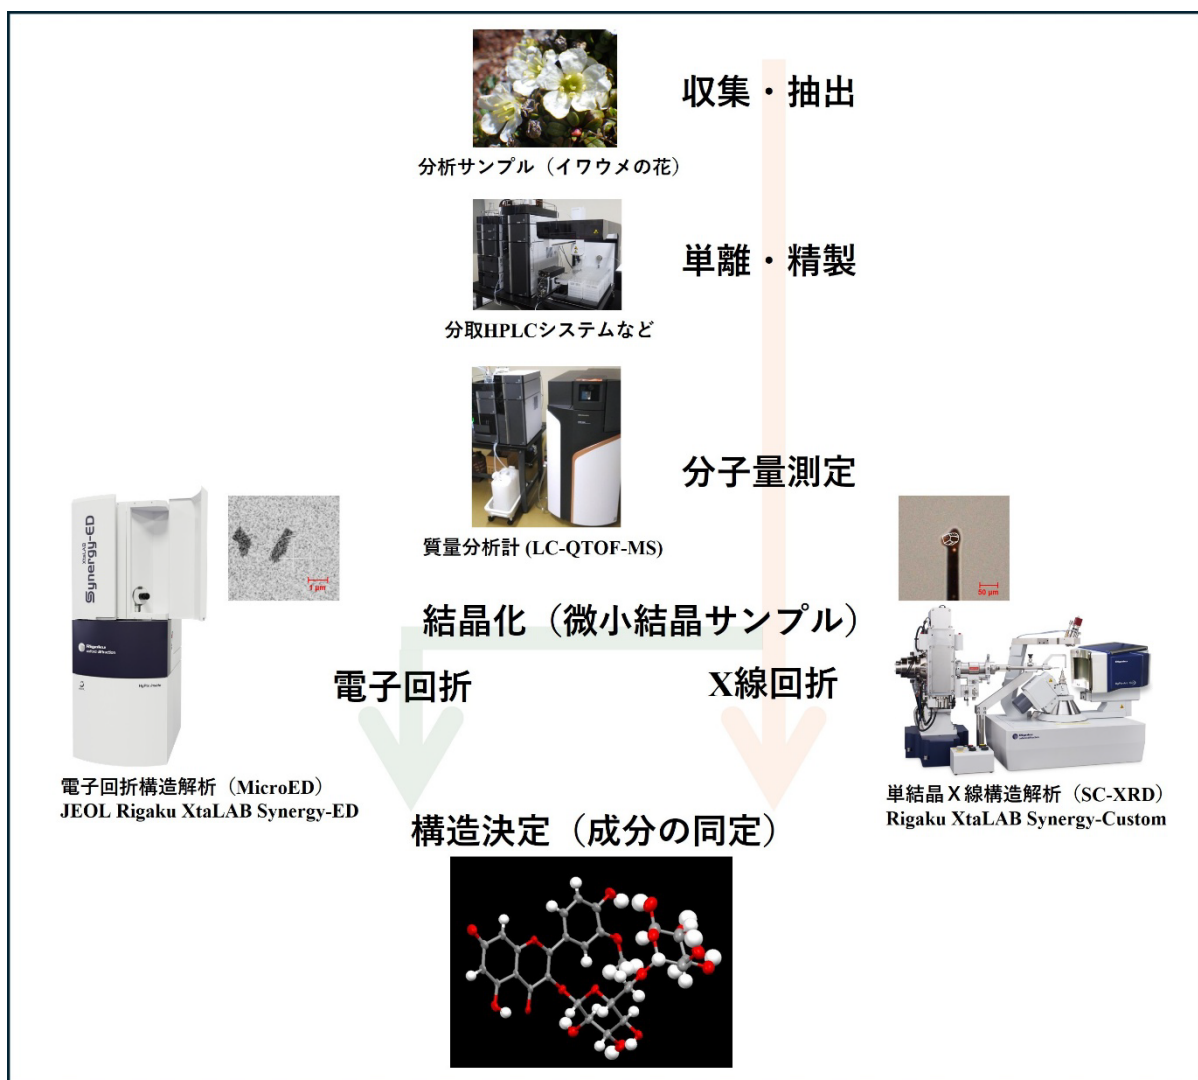 収集・抽出
分析サンプル（イワウメの花）
単離・精製
分取HPLCシステムなど
分子量測定
質量分析計 (LC-QTOF-MS)
XtaLAB
Synergy-ED
1 μm
50 μm
Rigaku
結晶化（微小結晶サンプル）
電子回折
X線回折
Rigaku
電子回折構造解析（MicroED）
JEOL Rigaku XtaLAB Synergy-ED
単結晶Ｘ線構造解析（SC-XRD）
Rigaku XtaLAB Synergy-Custom
構造決定（成分の同定）